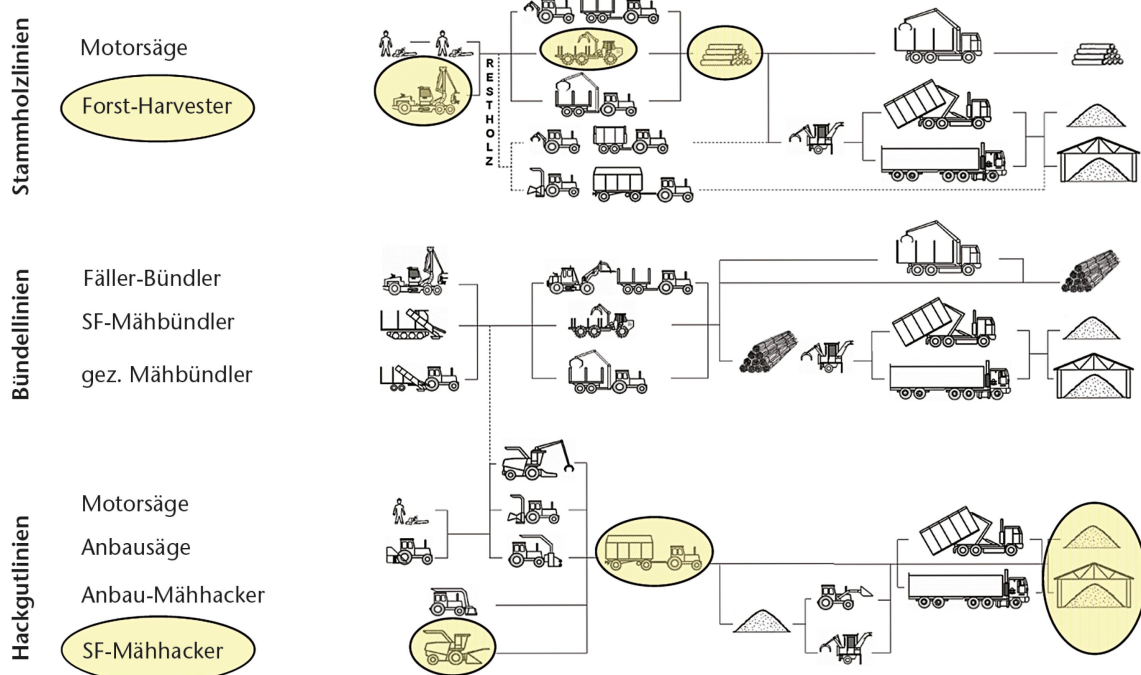 Stammholzlinien
Motorsäge
Forst-Harvester
RESTHOLZ
Bündellinien
Fäller-Bündler
SF-Mähbündler
gez. Mähbündler
Hackgutlinien
Motorsäge
Anbausäge
Anbau-Mähhacker
SF-Mähhacker